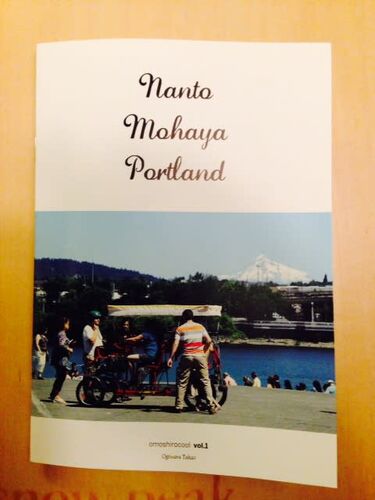 Nanto
Mohaya
Portland
omoshirocool vol.1